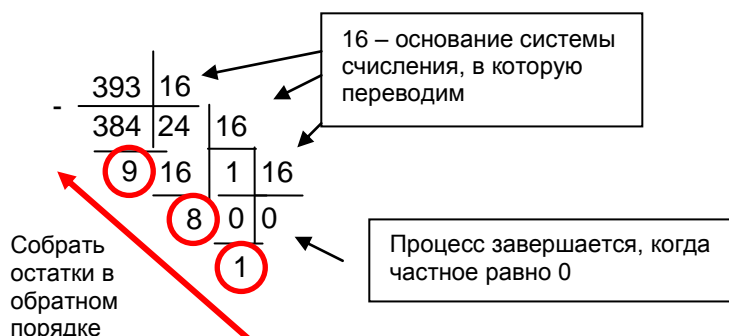 16 – основание системы
счисления, в которую
переводим
393 16
-
384 24 16
9 16 1 16
8 0 0
1
Процесс завершается, когда
частное равно 0
Собрать
остатки в
обратном
порядке